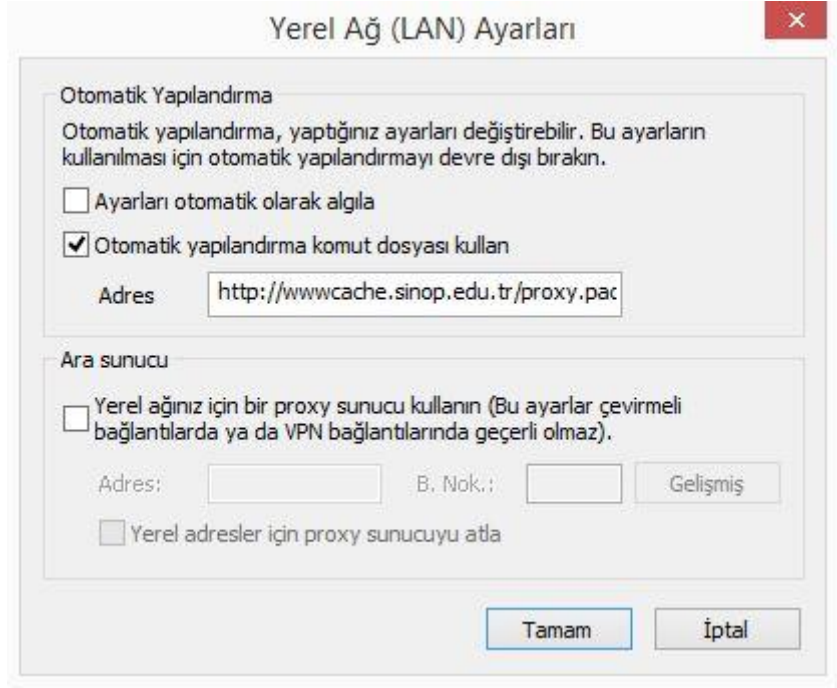 Yerel Ağ (LAN) Ayarları
Otomatik Yapılandırma
Otomatik yapılandırma, yaptığınız ayarları değiştirebilir. Bu ayarların
kullanılması için otomatik yapılandırmayı devre dışı bırakın.
Ayarları otomatik olarak algıla
Otomatik yapılandırma komut dosyası kullan
Adres http://wwwcache.sinop.edu.tr/proxy.pac
Ara sunucu
Yerel ağınız için bir proxy sunucu kullanın (Bu ayarlar çevirmeli
bağlantılarda ya da VPN bağlantılarında geçerli olmaz).
Adres: B. Nok.: Gelişmiş
Yerel adresler için proxy sunucuyu atla
Tamam İptal